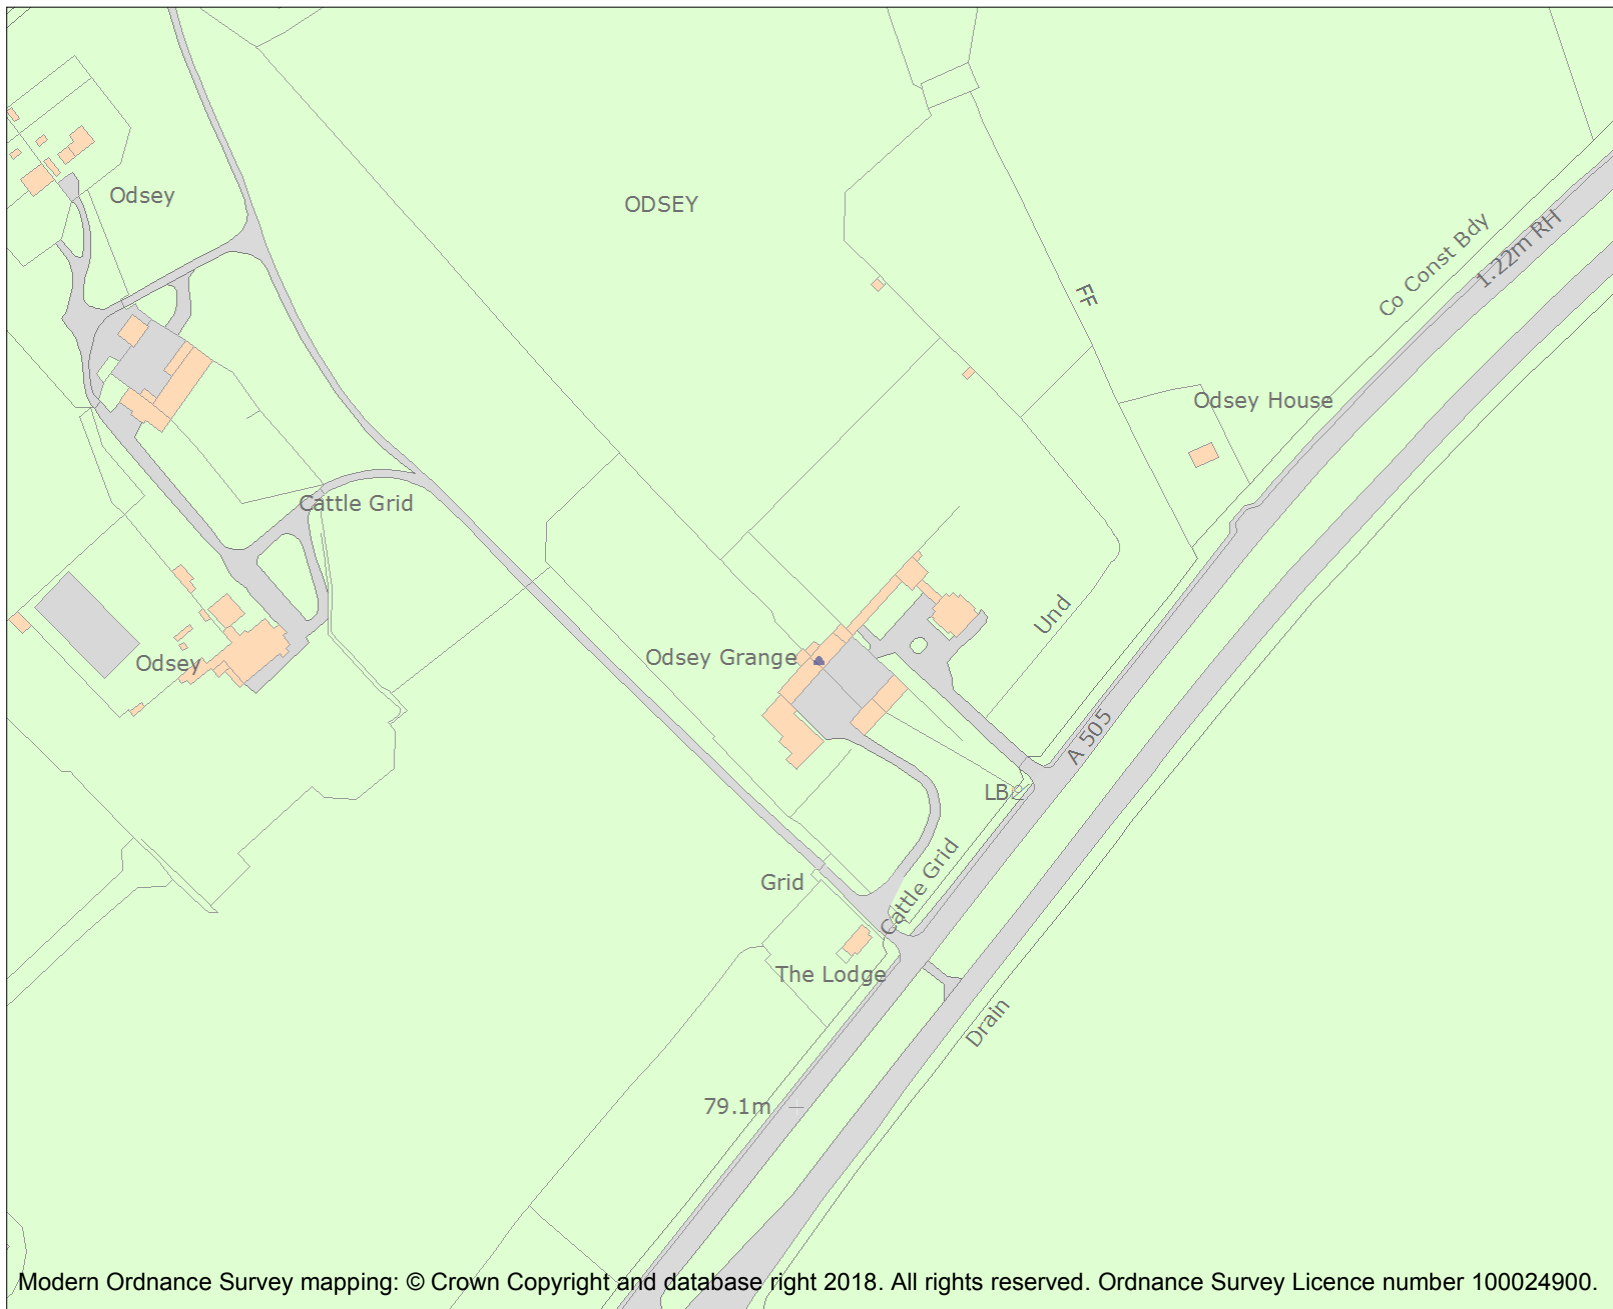 Odsey
ODSEY
Co Const Bdy
1.22m RH
FF
Odsey House
Cattle Grid
Und
Odsey Grange
Odsey
A 505
LB
Cattle Grid
Grid
The Lodge
Drain
79.1m
Modern Ordnance Survey mapping: © Crown Copyright and database right 2018. All rights reserved. Ordnance Survey Licence number 100024900.